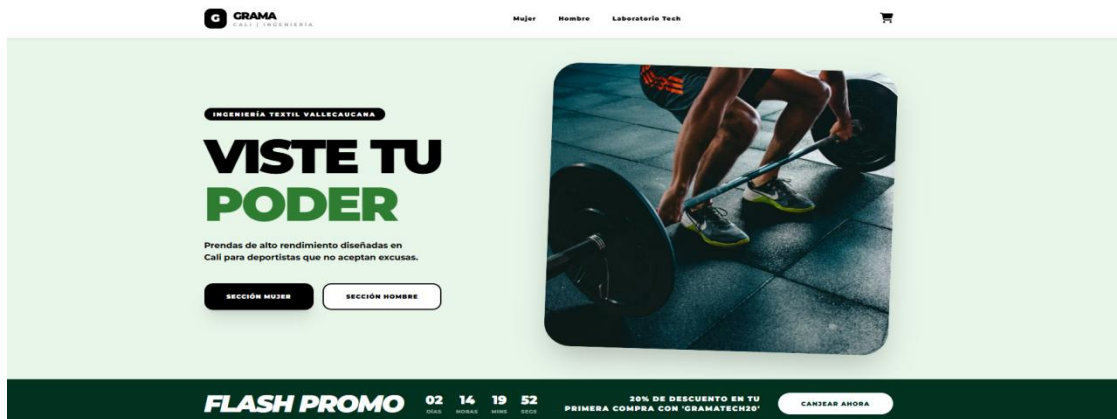 G
GRAMA
CALI | INGENIERÍA
Mujer Hombre Laboratorio Tech
INGENIERÍA TEXTIL VALLECAUCANA
VISTE TU
PODER
Prendas de alto rendimiento diseñadas en
Cali para deportistas que no aceptan excusas.
SECCIÓN MUJER SECCIÓN HOMBRE
FLASH PROMO
02 14 19 52
DÍAS HORAS MINS SEGS
20% DE DESCUENTO EN TU
PRIMERA COMPRA CON 'GRAMATECH20'
CANJEAR AHORA